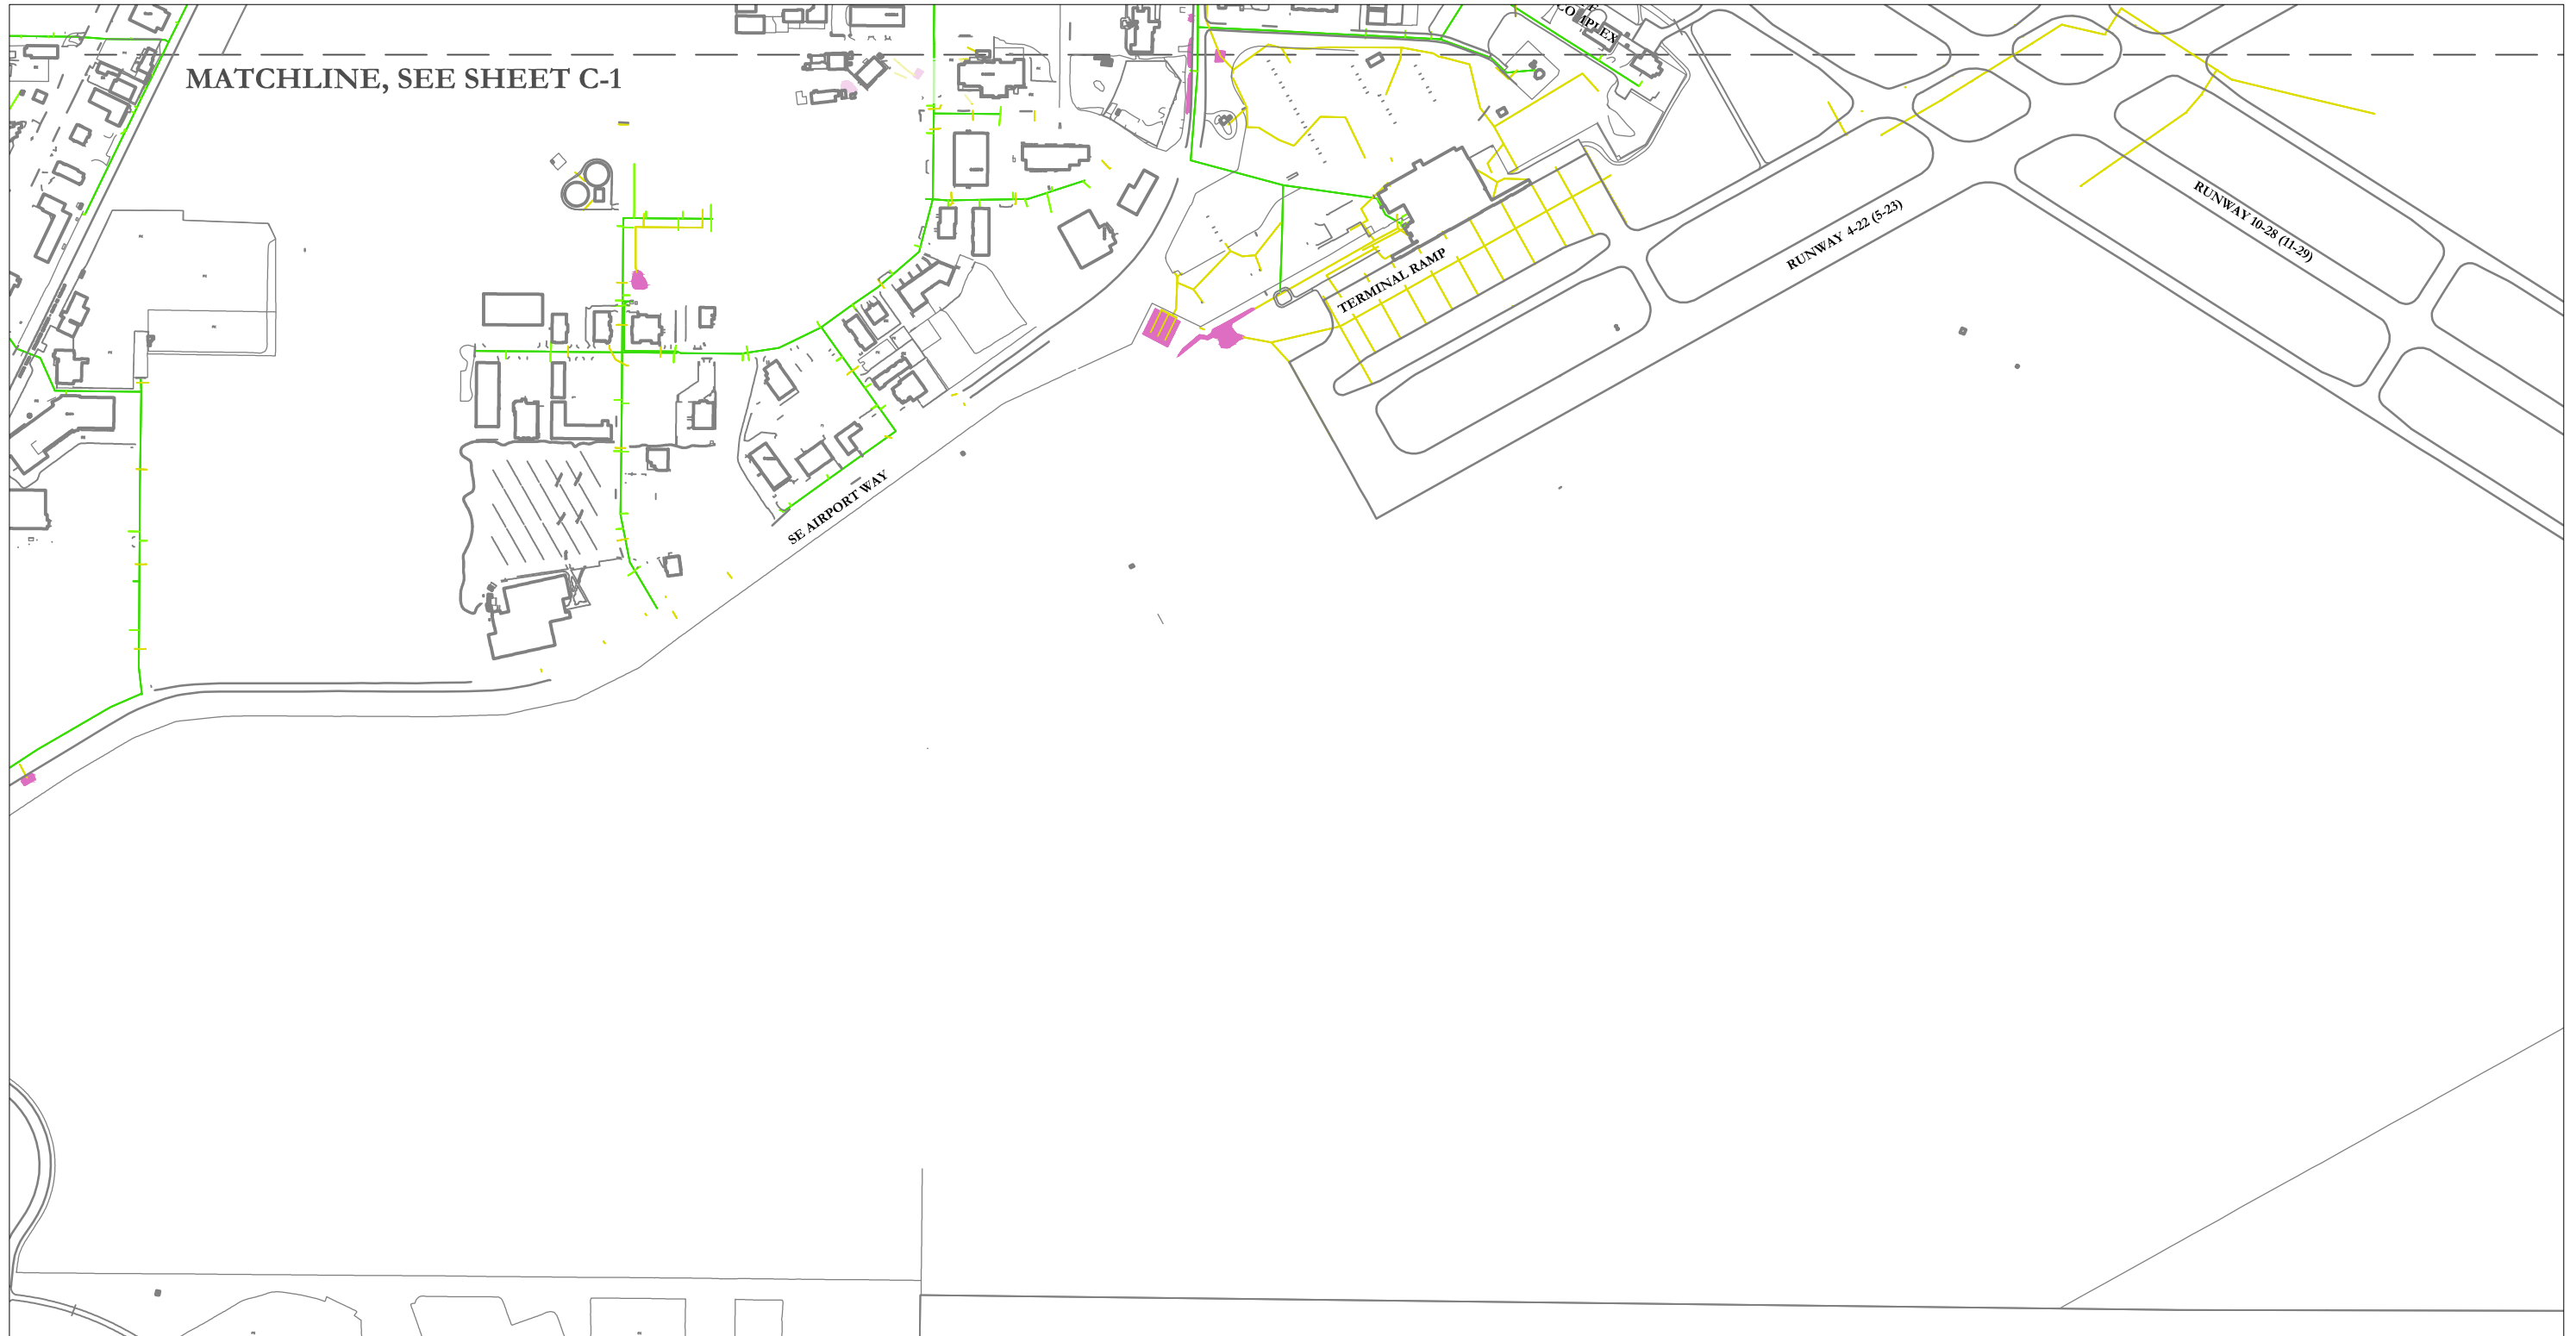 COMPLEX
MATCHLINE, SEE SHEET C-1
RUNWAY 4-22 (5-23)
RUNWAY 10-28 (11-29)
TERMINAL RAMP
SE AIRPORT WAY